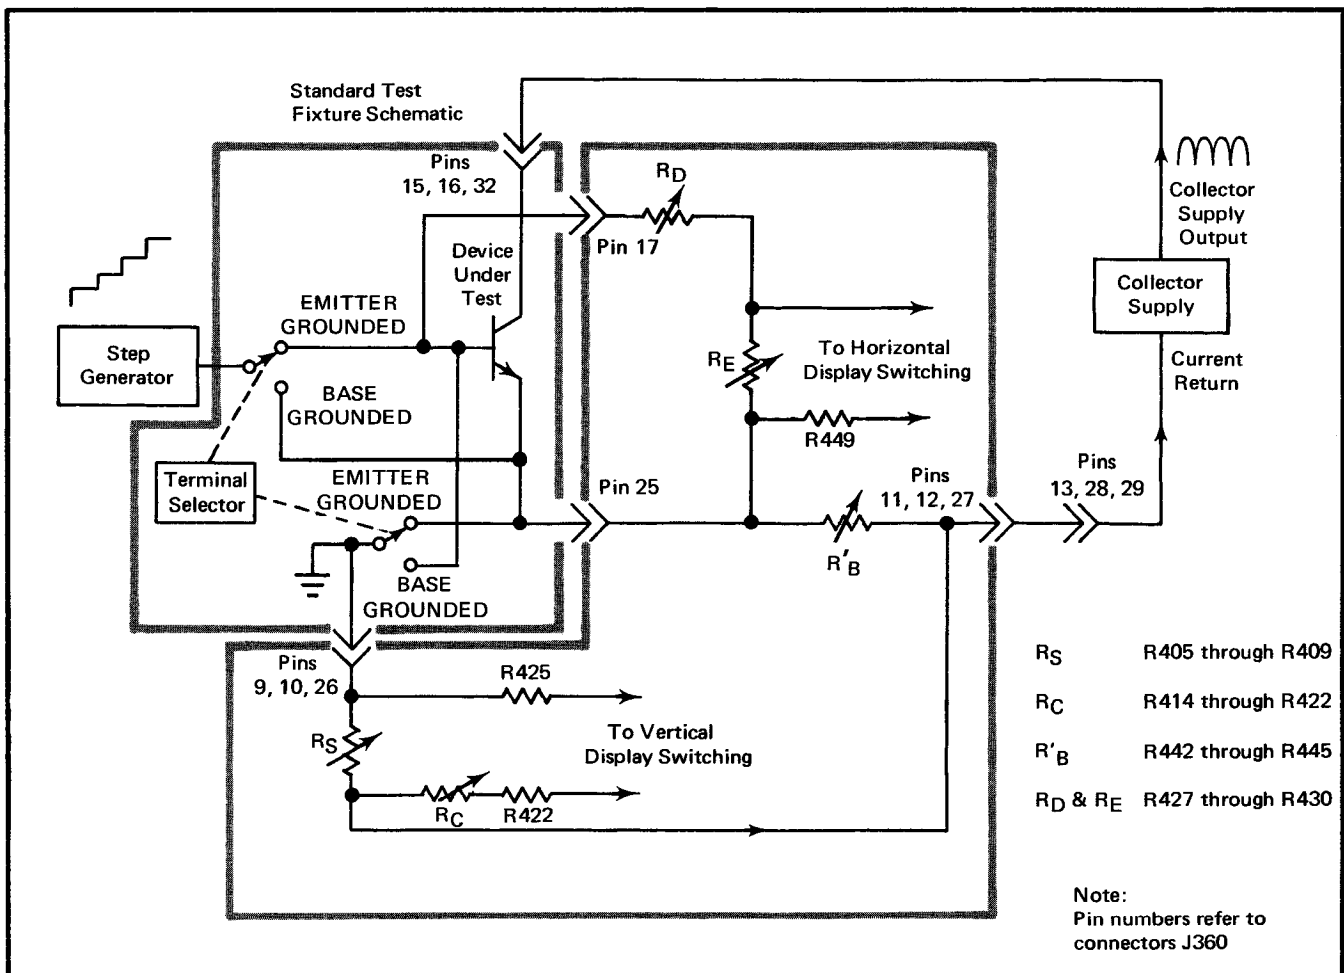 Standard Test
Fixture Schematic
Pins
15, 16, 32
RD
Collector
Supply
Output
Pin 17
Device
Under
Test
Collector
Supply
EMITTER
GROUNDED
Step
Generator
RE
To Horizontal
Display Switching
Current
Return
BASE
GROUNDED
R449
Terminal
Selector
EMITTER
GROUNDED
Pin 25
Pins
11, 12, 27
Pins
13, 28, 29
R'B
BASE
GROUNDED
Pins
9, 10, 26
R425
RS
To Vertical
Display Switching
RC
R422
RS R405 through R409
RC R414 through R422
R'B R442 through R445
RD & RE R427 through R430
Note:
Pin numbers refer to
connectors J360